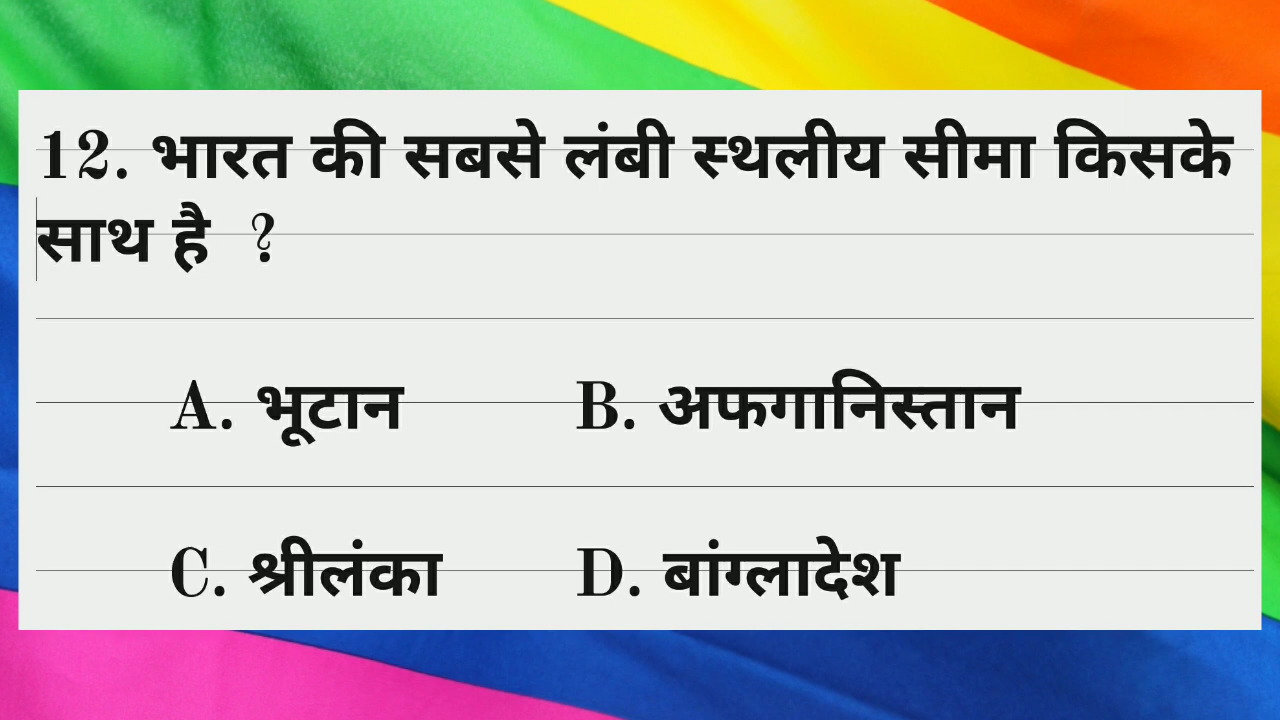 12. भारत की सबसे लंबी स्थलीय सीमा किसके
साथ है ?
A. भूटान B. अफगानिस्तान
C. श्रीलंका D. बांग्लादेश